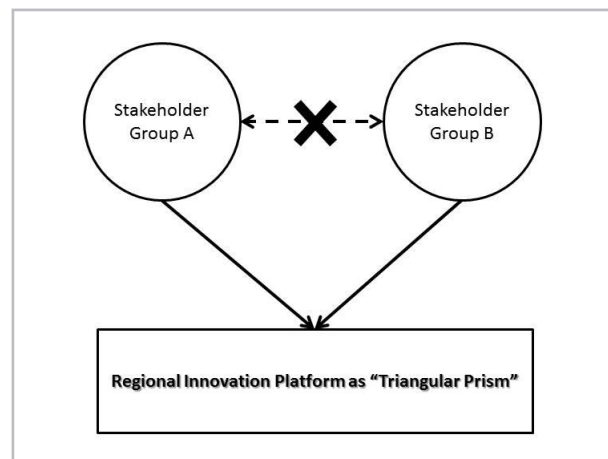 Stakeholder
Group A
Stakeholder
Group B
Regional Innovation Platform as “Triangular Prism”